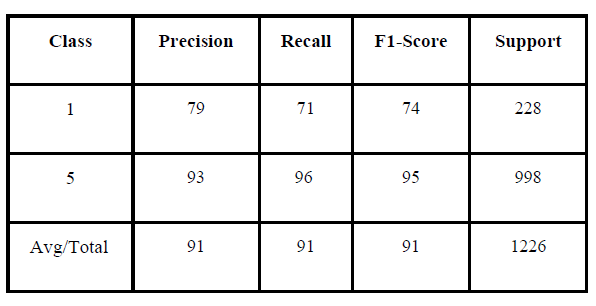 Class Precision Recall F1-Score Support
1 79 71 74 228
5 93 96 95 998
Avg/Total 91 91 91 1226